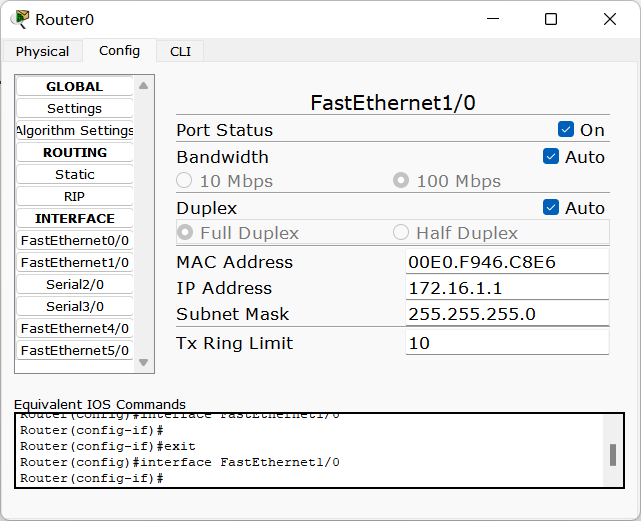 Router0
Physical
Config
CLI
GLOBAL
Settings
Algorithm Settings
ROUTING
Static
RIP
INTERFACE
FastEthernet0/0
FastEthernet1/0
Serial2/0
Serial3/0
FastEthernet4/0
FastEthernet5/0
FastEthernet1/0
Port Status On
Bandwidth Auto
10 Mbps 100 Mbps
Duplex Auto
Full Duplex Half Duplex
MAC Address 00E0.F946.C8E6
IP Address 172.16.1.1
Subnet Mask 255.255.255.0
Tx Ring Limit 10
Equivalent IOS Commands
Router(config)#interface FastEthernet1/0
Router(config-if)#
Router(config-if)#exit
Router(config)#interface FastEthernet1/0
Router(config-if)#